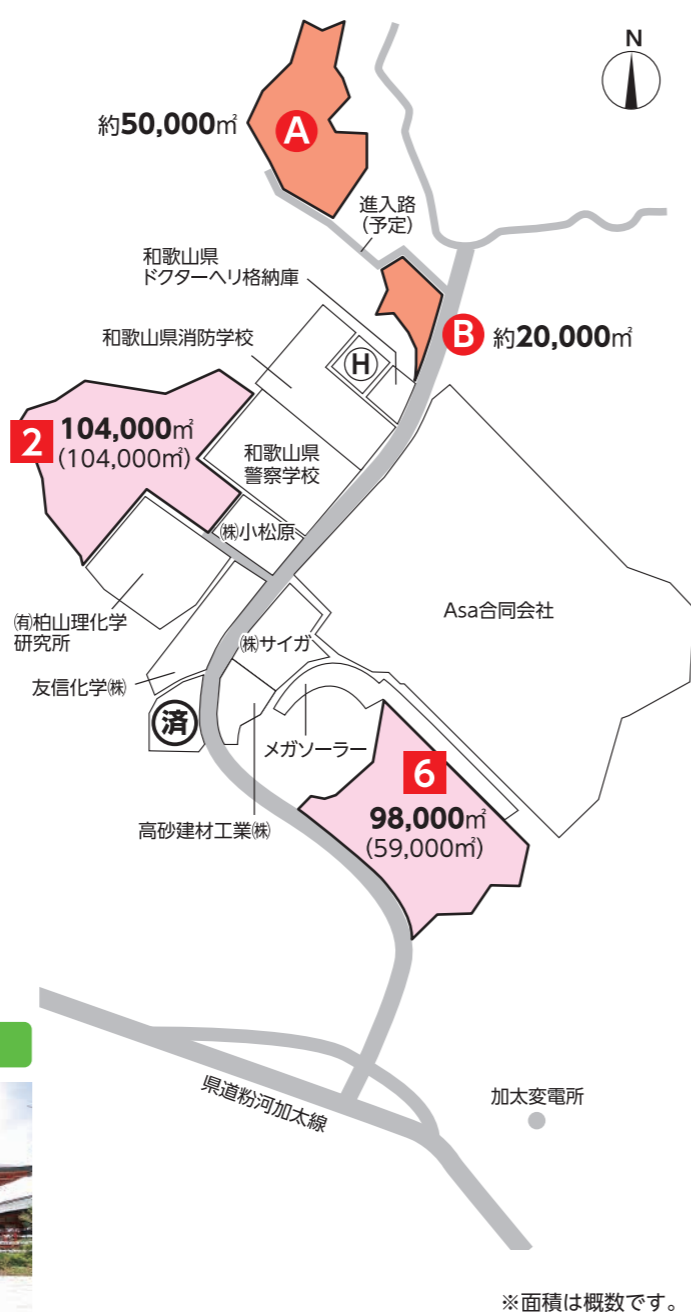 N
約50,000㎡
A
進入路
(予定)
和歌山県
ドクターヘリ格納庫
B 約20,000㎡
和歌山県消防学校
H
2 104,000㎡
(104,000㎡)
和歌山県
警察学校
㈱小松原
Asa合同会社
㈲柏山理化学
研究所
㈱サイガ
友信化学㈱
済
メガソーラー
6
98,000㎡
(59,000㎡)
高砂建材工業㈱
県道粉河加太線
加太変電所
※面積は概数です。